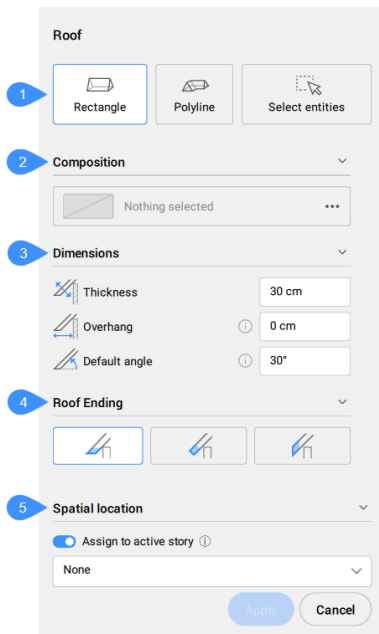 Roof
1
Rectangle Polyline Select entities
2 Composition
Nothing selected •••
3 Dimensions
Thickness 30 cm
Overhang 0 cm
Default angle 30°
4 Roof Ending
5 Spatial location
Assign to active story
None
Apply Cancel